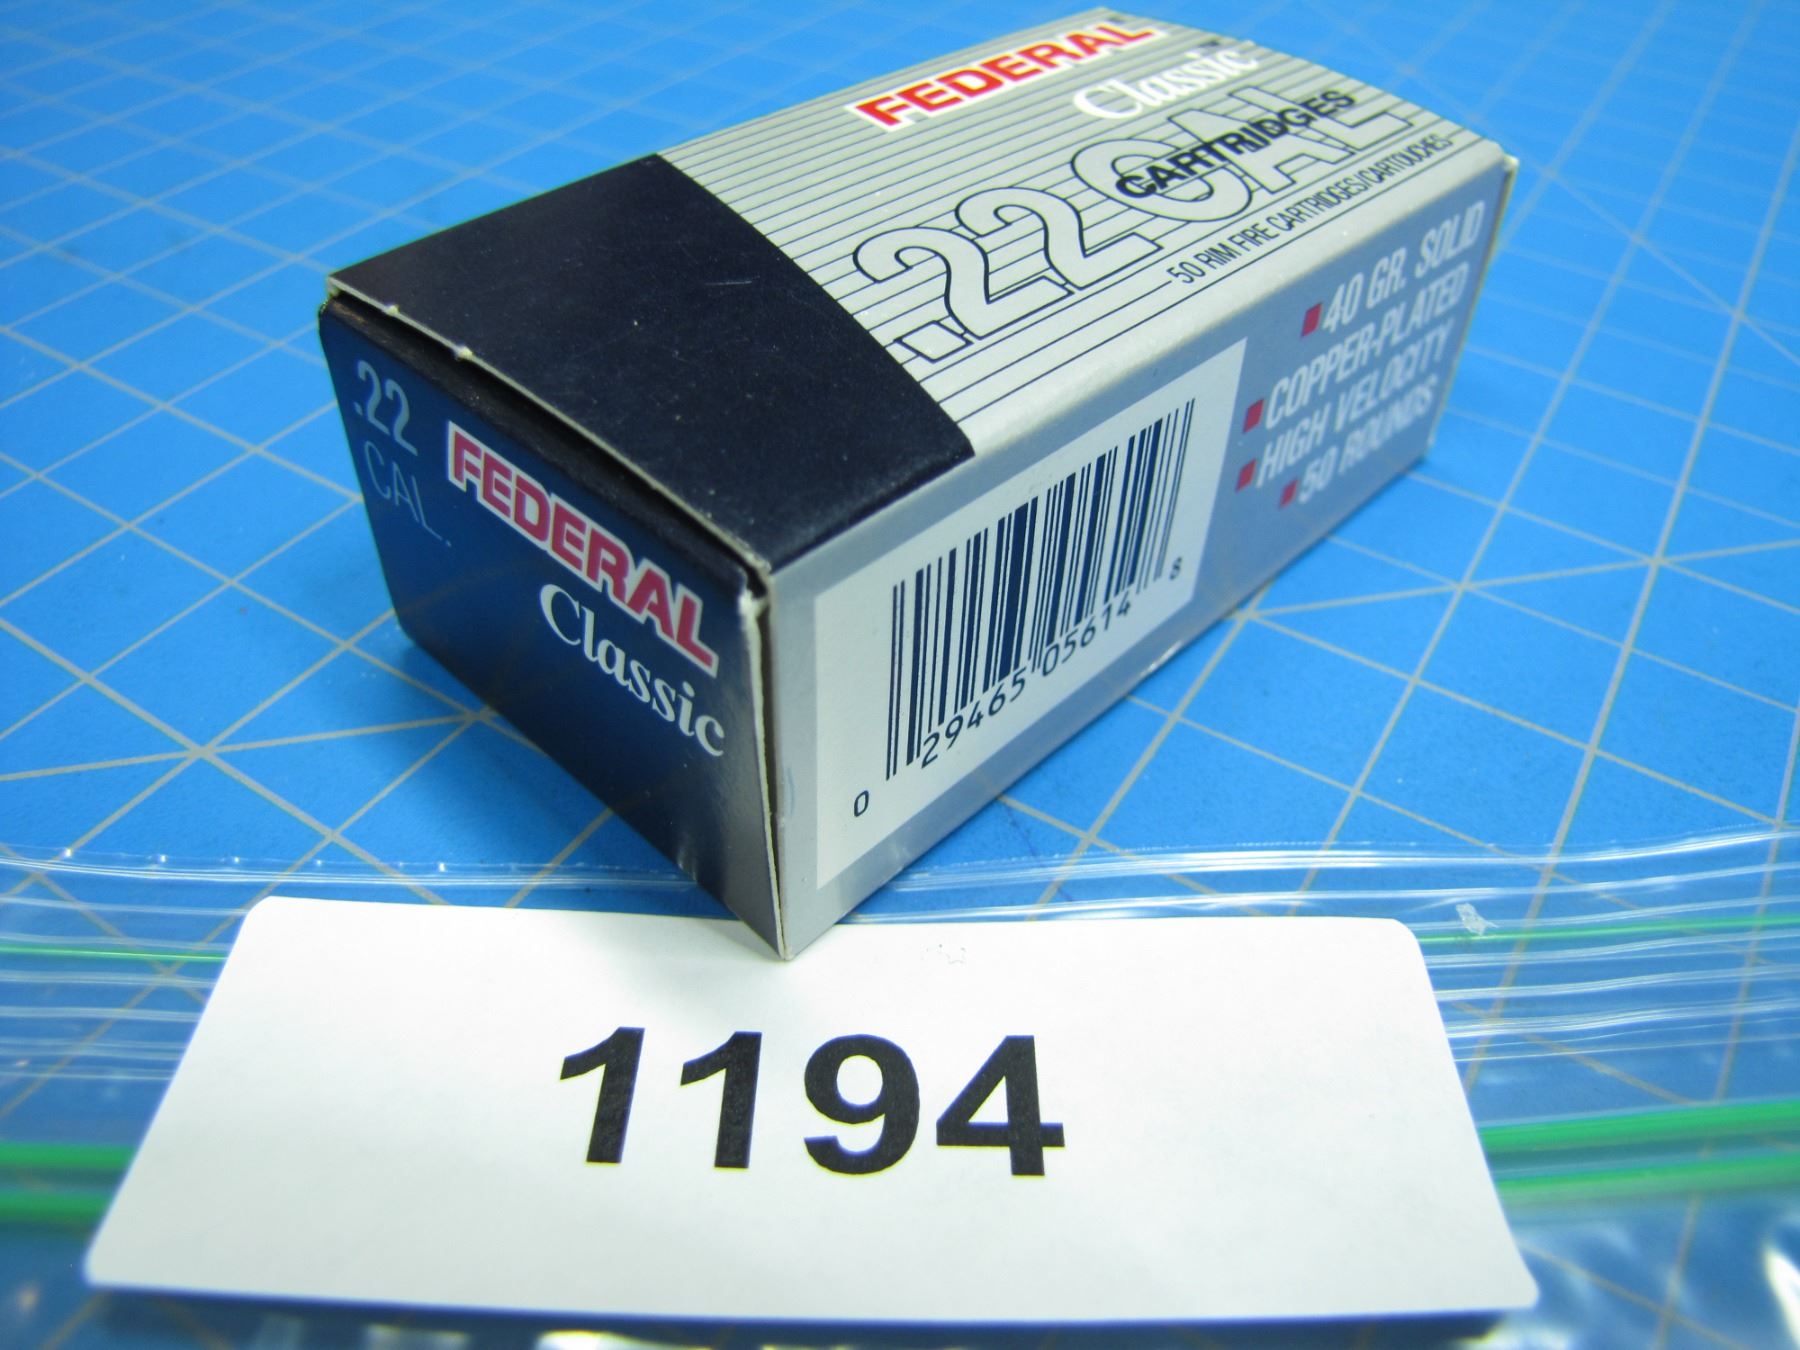 FEDERAL®
Classic™
.22 CAL
CARTRIDGES
50 RIM FIRE CARTRIDGES/CARTOUCHES
40 GR. SOLID
COPPER-PLATED
HIGH VELOCITY
50 ROUNDS
.22
CAL.
FEDERAL
Classic
0 29465 05614 8
1194